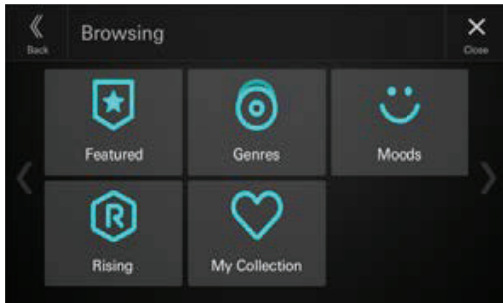 Back
Browsing
Close
Featured
Genres
Moods
R
Rising
My Collection